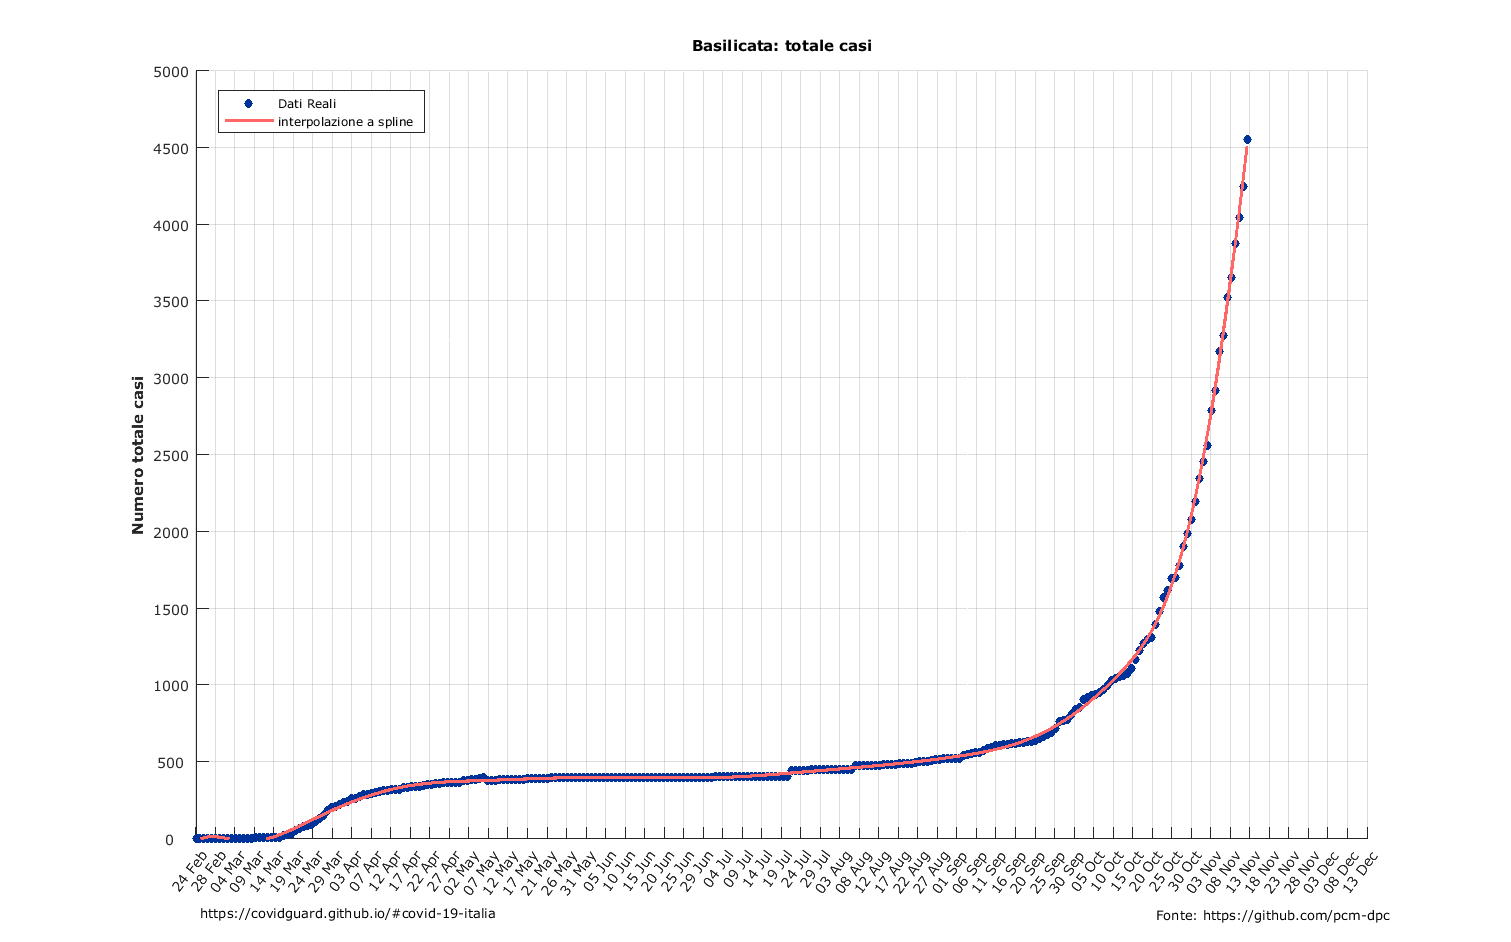 Basilicata: totale casi
Dati Reali
interpolazione a spline
Numero totale casi
5000
4500
4000
3500
3000
2500
2000
1500
1000
500
0
24 Feb
28 Feb
04 Mar
09 Mar
14 Mar
19 Mar
24 Mar
29 Mar
03 Apr
07 Apr
12 Apr
17 Apr
22 Apr
27 Apr
02 May
07 May
12 May
17 May
21 May
26 May
31 May
05 Jun
10 Jun
15 Jun
20 Jun
25 Jun
29 Jun
04 Jul
09 Jul
14 Jul
19 Jul
24 Jul
29 Jul
03 Aug
08 Aug
12 Aug
17 Aug
22 Aug
27 Aug
01 Sep
06 Sep
11 Sep
16 Sep
20 Sep
25 Sep
30 Sep
05 Oct
10 Oct
15 Oct
20 Oct
25 Oct
30 Oct
03 Nov
08 Nov
13 Nov
18 Nov
23 Nov
28 Nov
03 Dec
08 Dec
13 Dec
https://covidguard.github.io/#covid-19-italia
Fonte: https://github.com/pcm-dpc